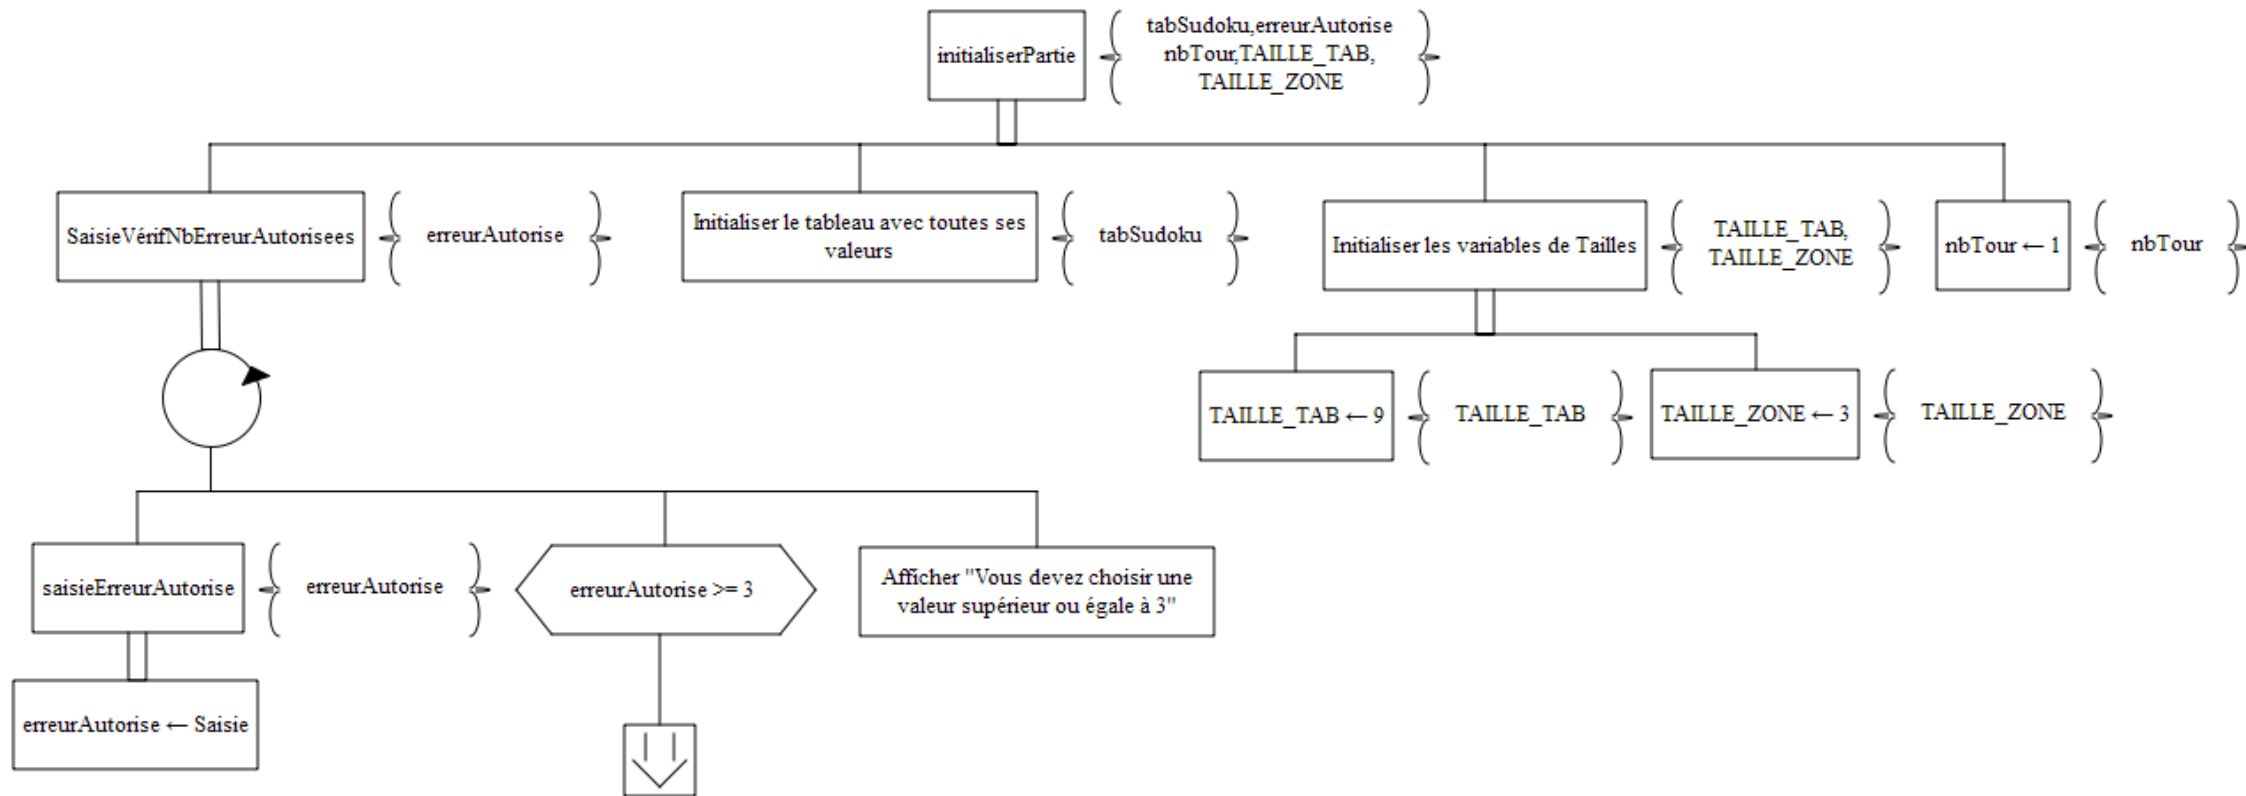 initialiserPartie
tabSudoku,erreurAutorise
nbTour,TAILLE_TAB,
TAILLE_ZONE
SaisieVérifNbErreurAutorisees
erreurAutorise
Initialiser le tableau avec toutes ses
valeurs
tabSudoku
Initialiser les variables de Tailles
TAILLE_TAB,
TAILLE_ZONE
nbTour ← 1
nbTour
TAILLE_TAB ← 9
TAILLE_TAB
TAILLE_ZONE ← 3
TAILLE_ZONE
saisieErreurAutorise
erreurAutorise
erreurAutorise >= 3
Afficher "Vous devez choisir une
valeur supérieur ou égale à 3"
erreurAutorise ← Saisie